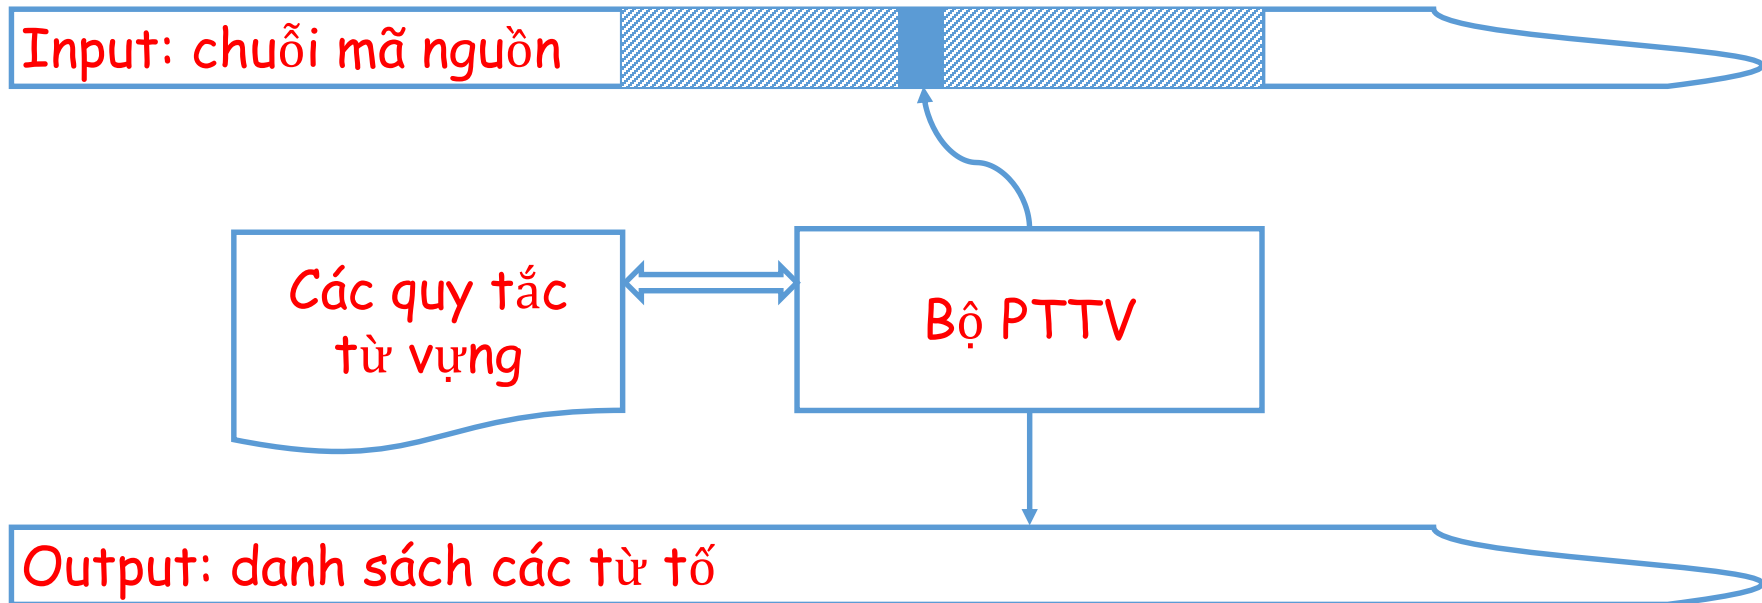 Input: chuỗi mã nguồn
Các quy tắc
từ vựng
Bộ PTTV
Output: danh sách các từ tố